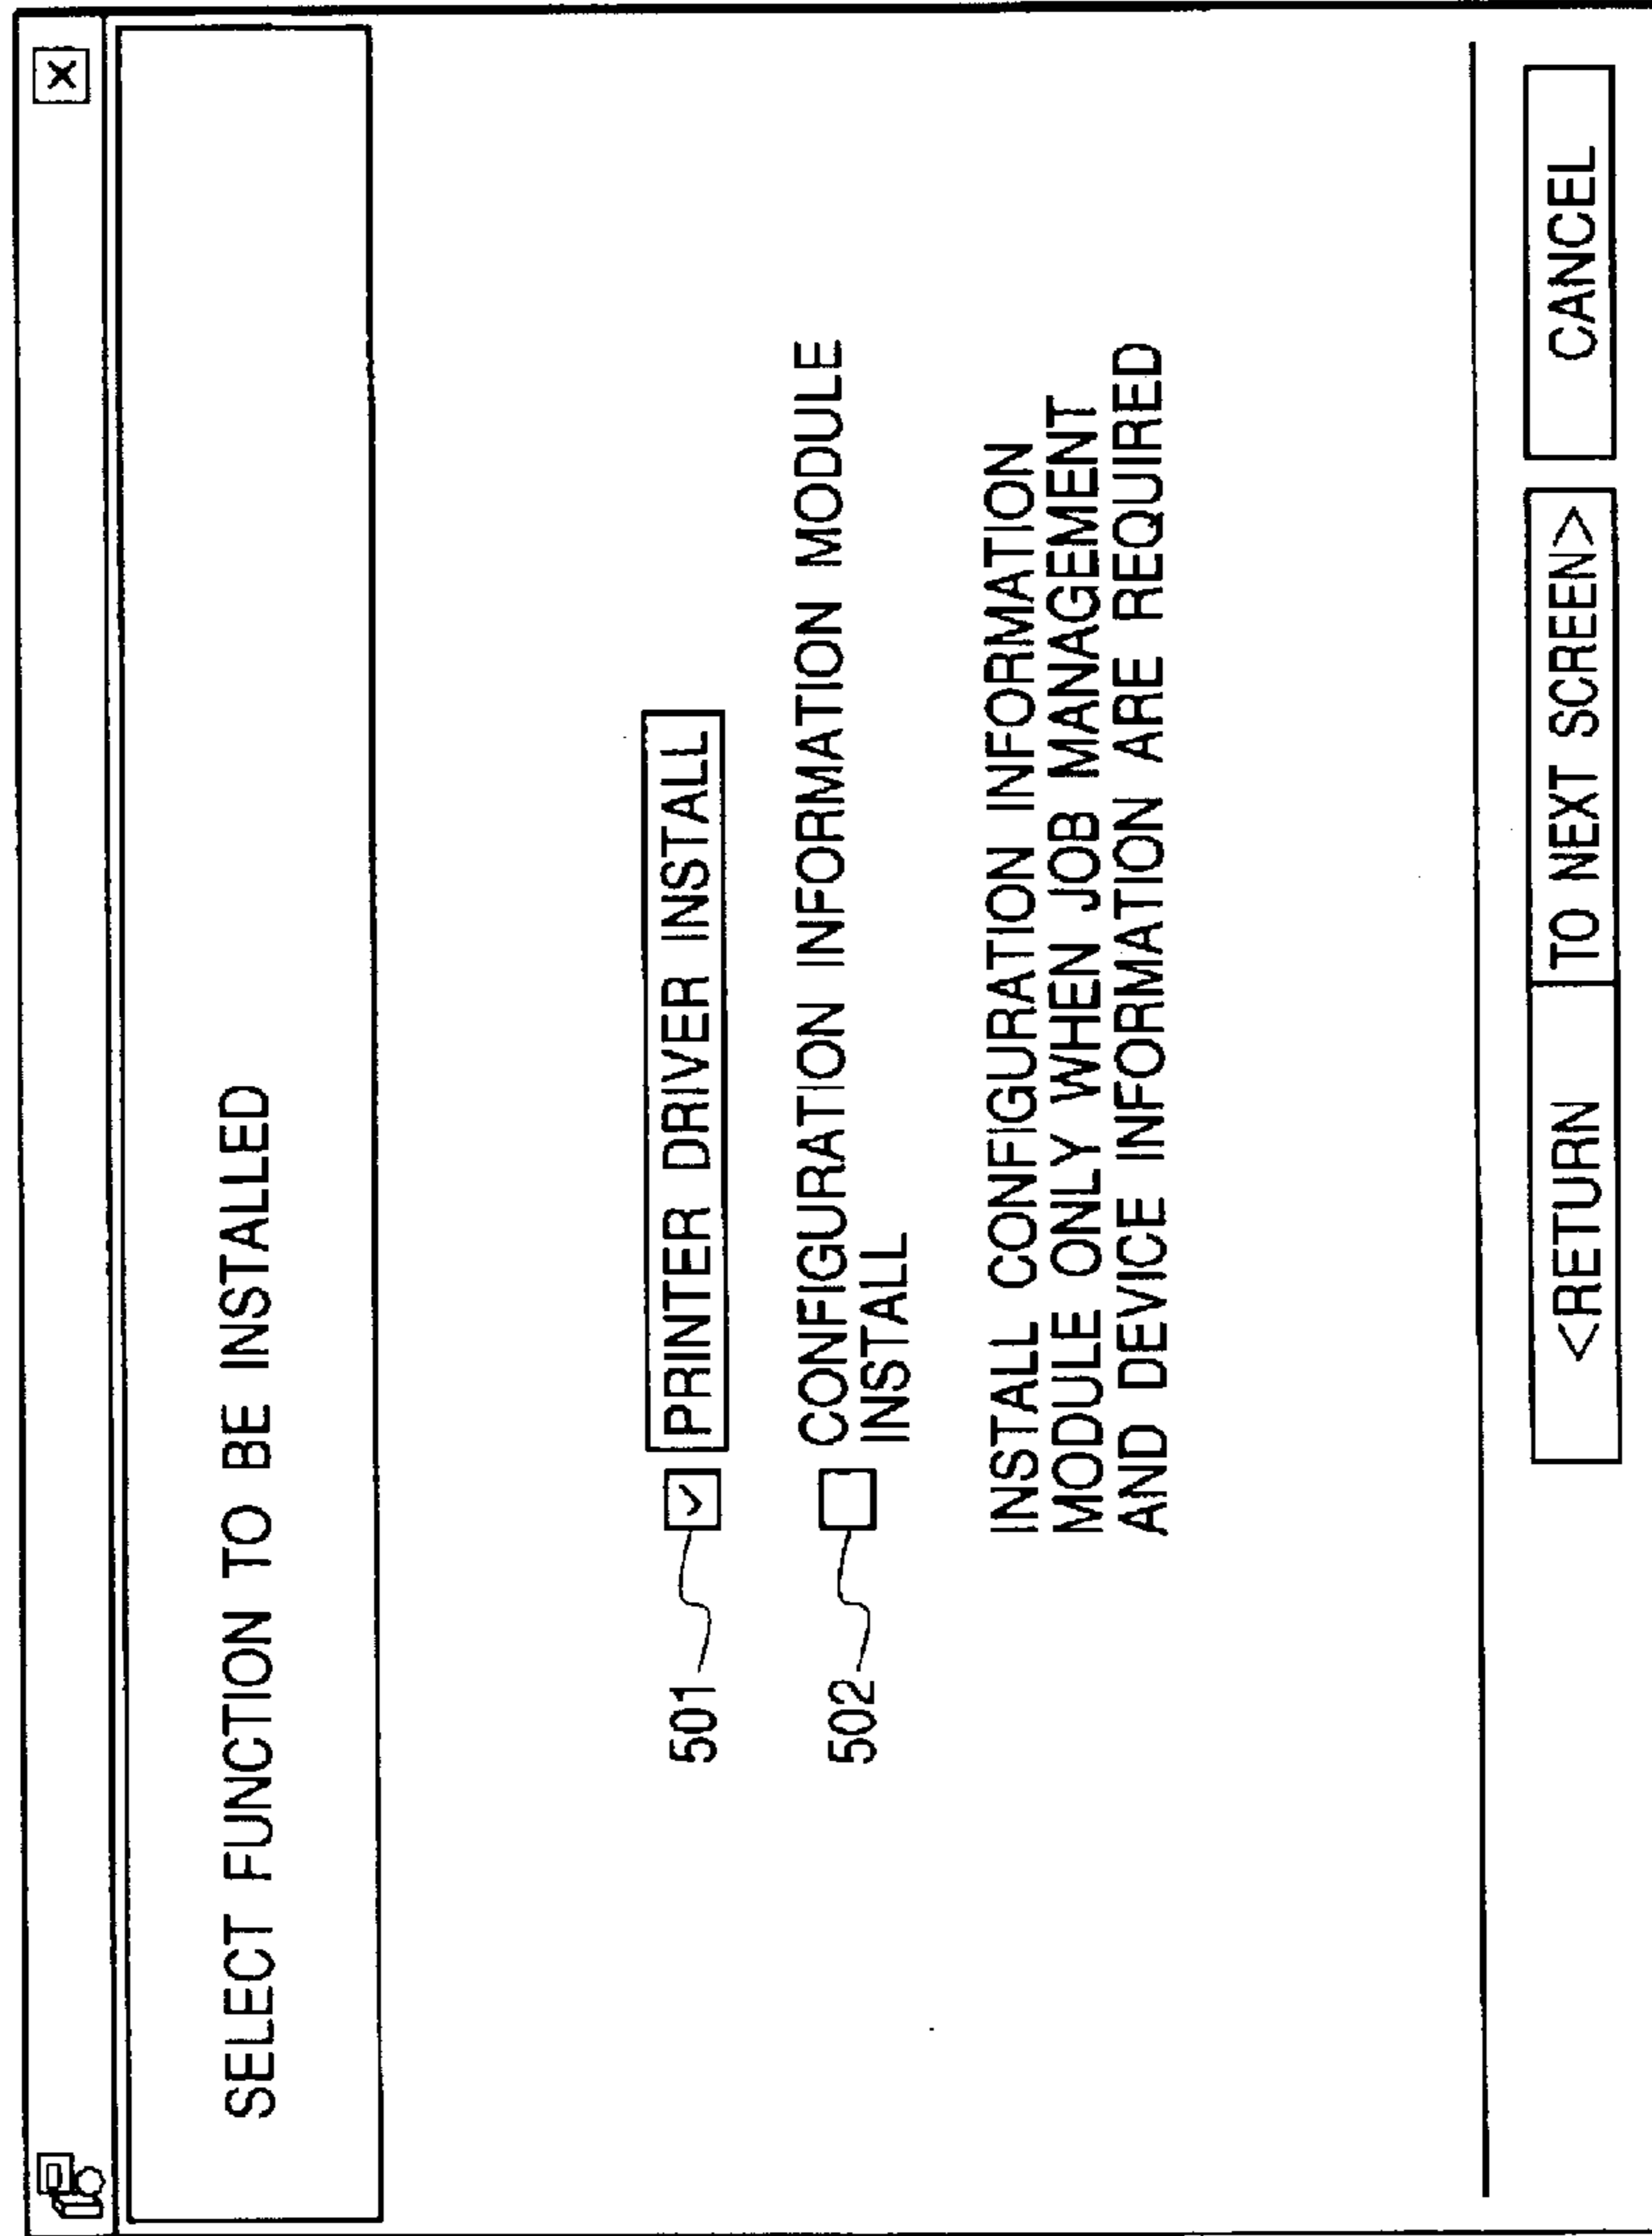 SELECT FUNCTION TO BE INSTALLED
501
PRINTER DRIVER INSTALL
502
CONFIGURATION INFORMATION MODULE
INSTALL
INSTALL CONFIGURATION INFORMATION
MODULE ONLY WHEN JOB MANAGEMENT
AND DEVICE INFORMATION ARE REQUIRED
<RETURN
TO NEXT SCREEN>
CANCEL